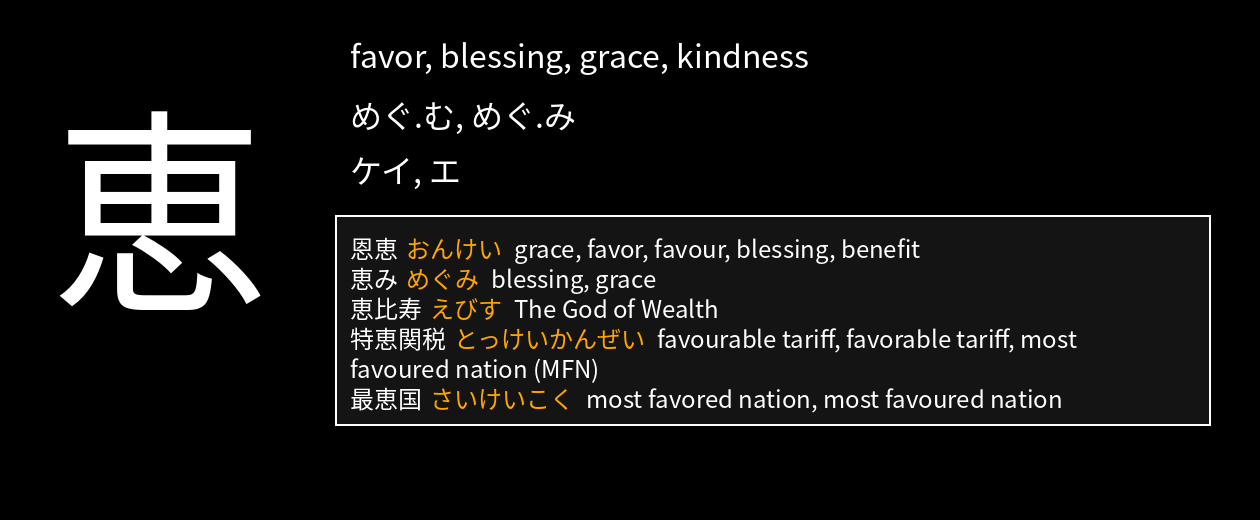 恵
favor, blessing, grace, kindness
めぐ.む, めぐ.み
ケイ, エ
恩恵 おんけい grace, favor, favour, blessing, benefit
恵み めぐみ blessing, grace
恵比寿 えびす The God of Wealth
特恵関税 とっけいかんぜい favourable tariff, favorable tariff, most
favoured nation (MFN)
最恵国 さいけいこく most favored nation, most favoured nation